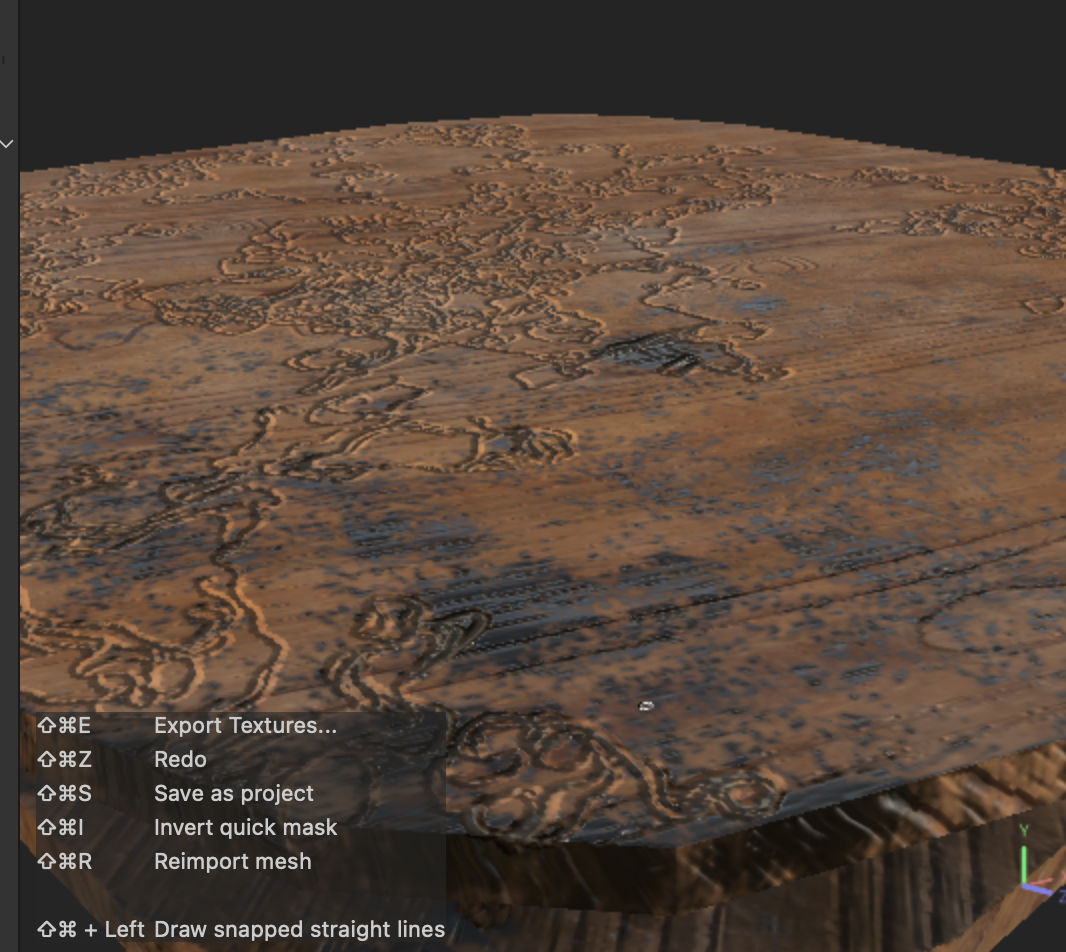 ⇧⌘E Export Textures...
⇧⌘Z Redo
⇧⌘S Save as project
⇧⌘I Invert quick mask
⇧⌘R Reimport mesh
⇧⌘ + Left Draw snapped straight lines
Y
Z